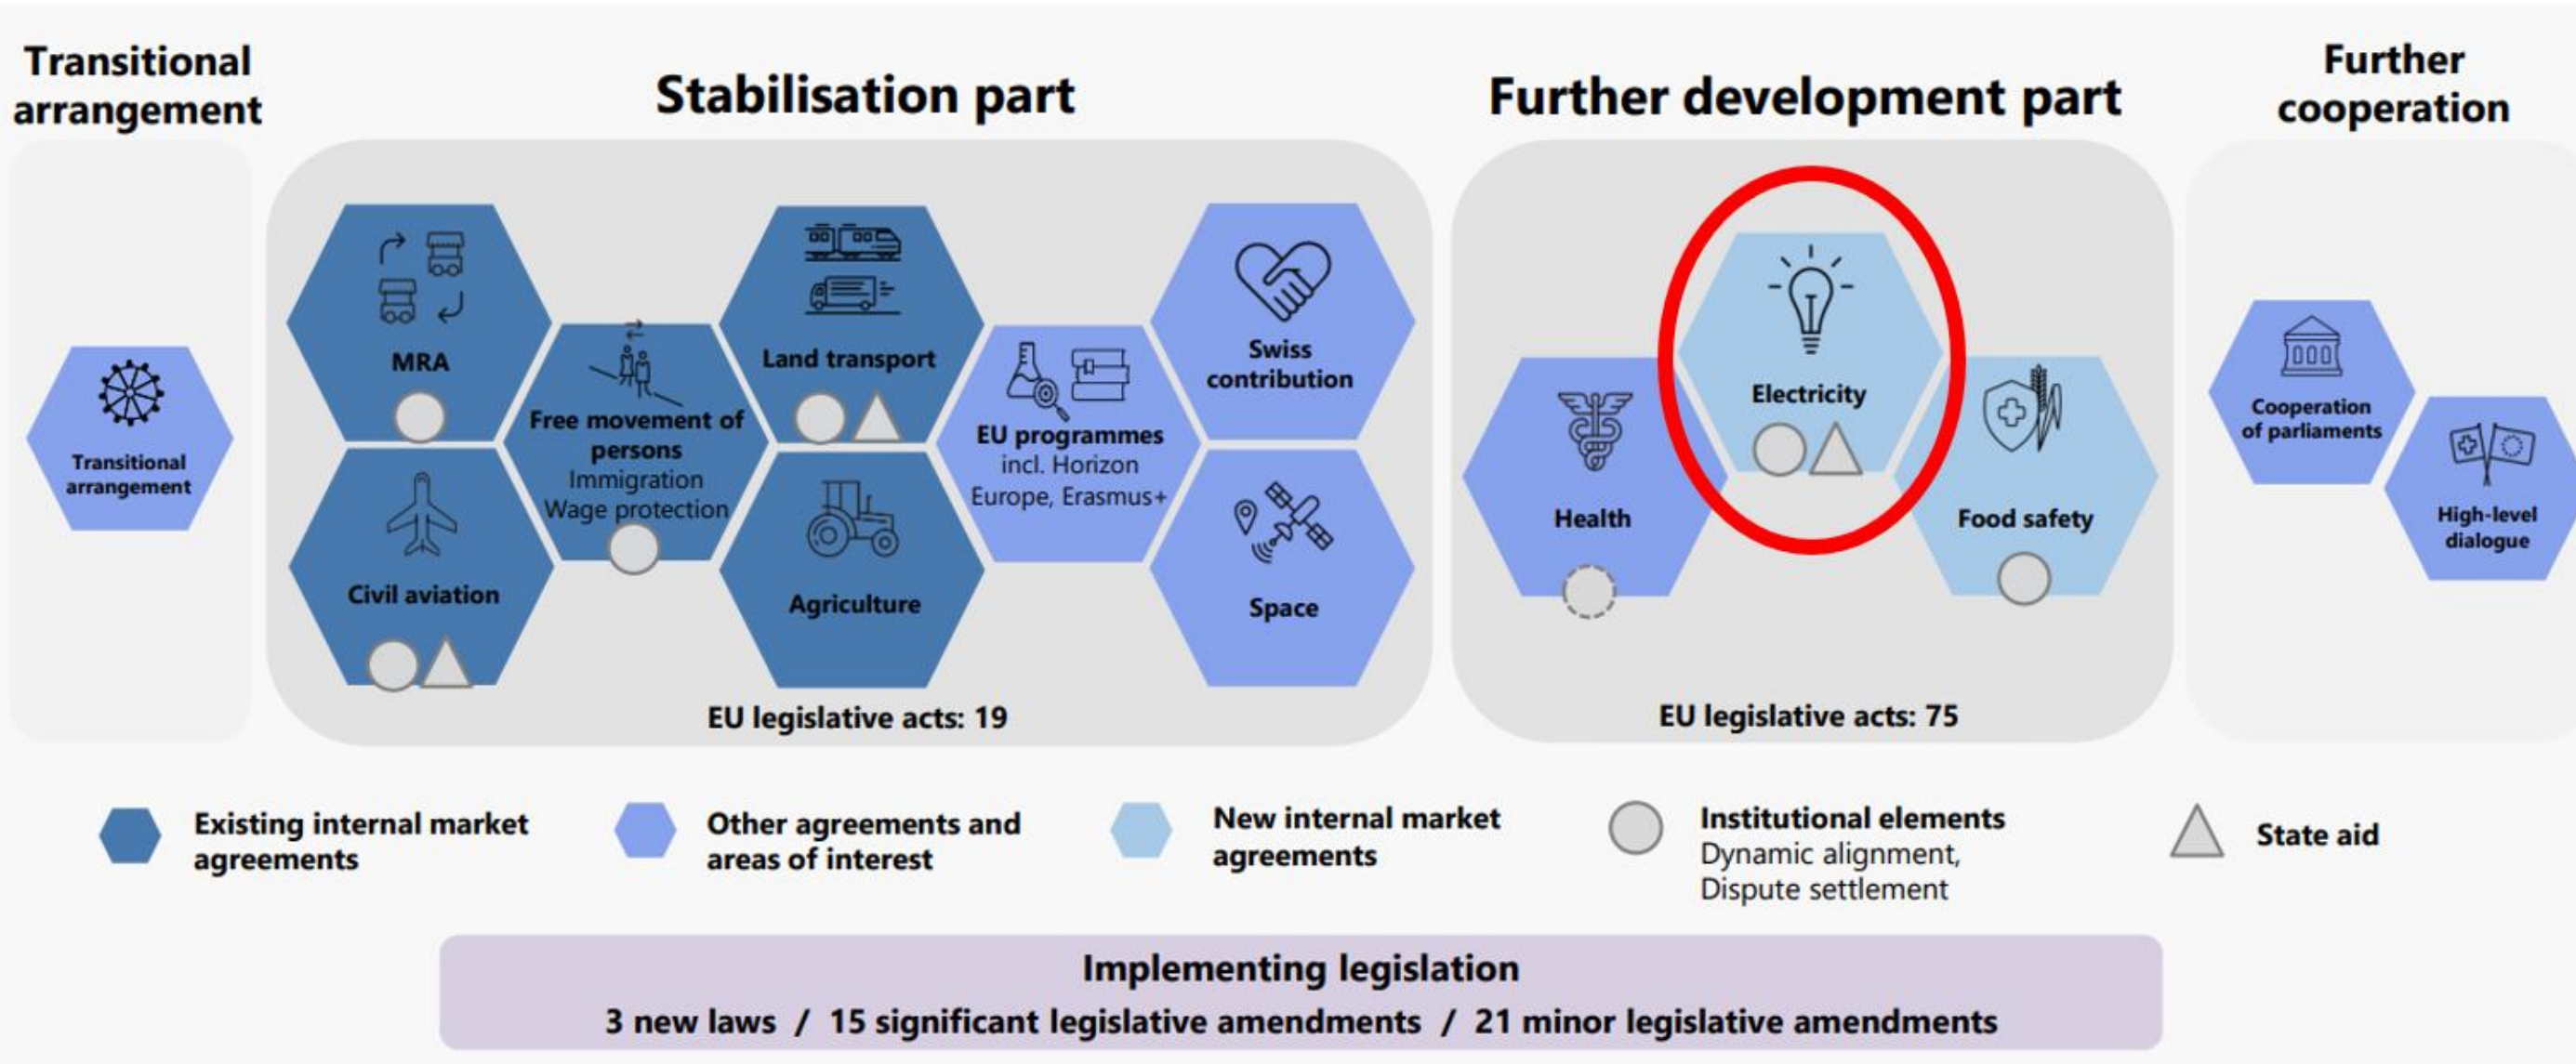 Transitional
arrangement
Transitional
arrangement
Stabilisation part
MRA
Civil aviation
Free movement of
persons
Immigration
Wage protection
Land transport
Agriculture
EU programmes
incl. Horizon
Europe, Erasmus+
Swiss
contribution
Space
EU legislative acts: 19
Further development part
Health
Electricity
Food safety
EU legislative acts: 75
Further
cooperation
Cooperation
of parliaments
High-level
dialogue
Existing internal market
agreements
Other agreements and
areas of interest
New internal market
agreements
Institutional elements
Dynamic alignment,
Dispute settlement
State aid
Implementing legislation
3 new laws / 15 significant legislative amendments / 21 minor legislative amendments